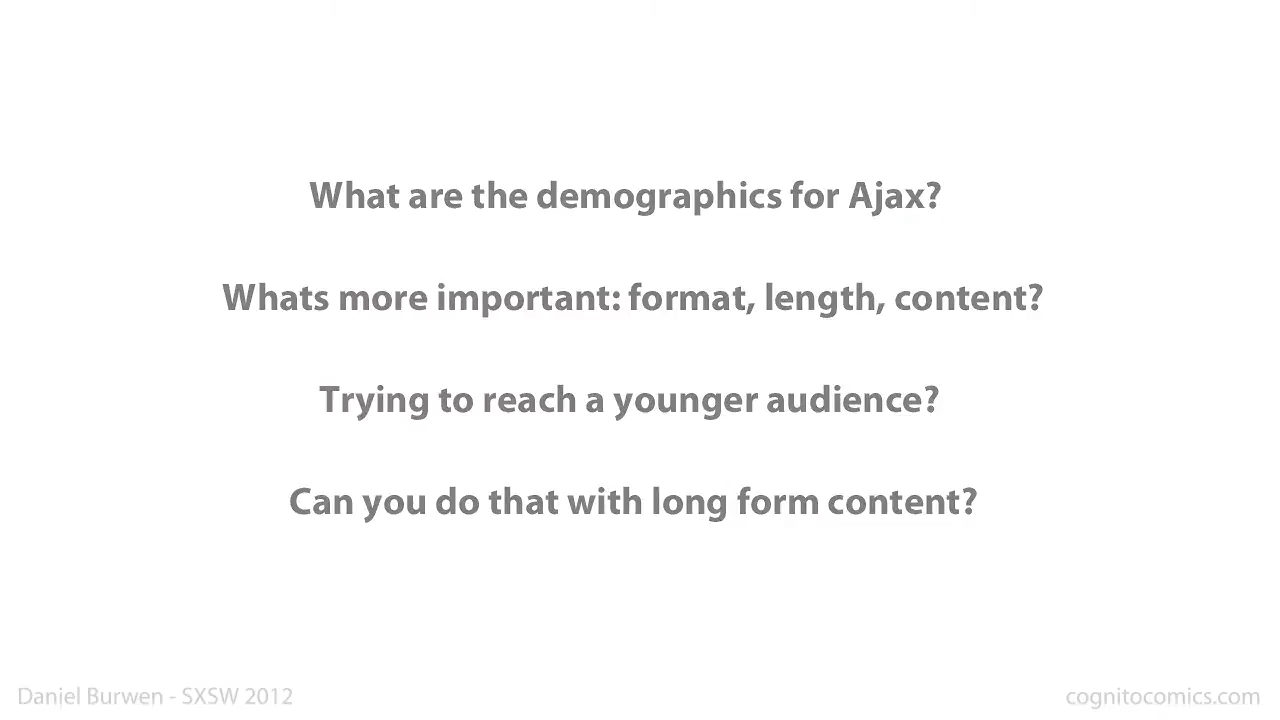 What are the demographics for Ajax?
Whats more important: format, length, content?
Trying to reach a younger audience?
Can you do that with long form content?
Daniel Burwen - SXSW 2012
cognitocomics.com